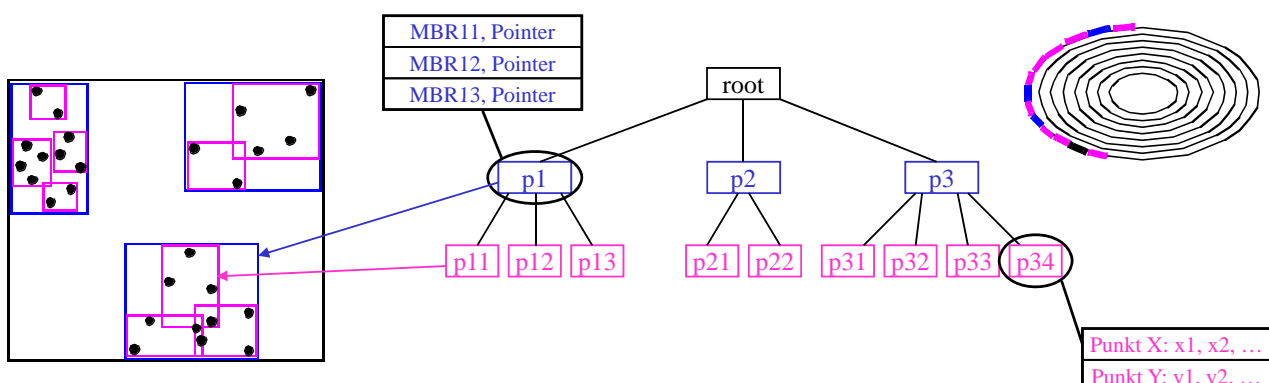 MBR11, Pointer
MBR12, Pointer
MBR13, Pointer
root
p1
p2
p3
p11
p12
p13
p21
p22
p31
p32
p33
p34
Punkt X: x1, x2, …
Punkt Y: y1, y2, …